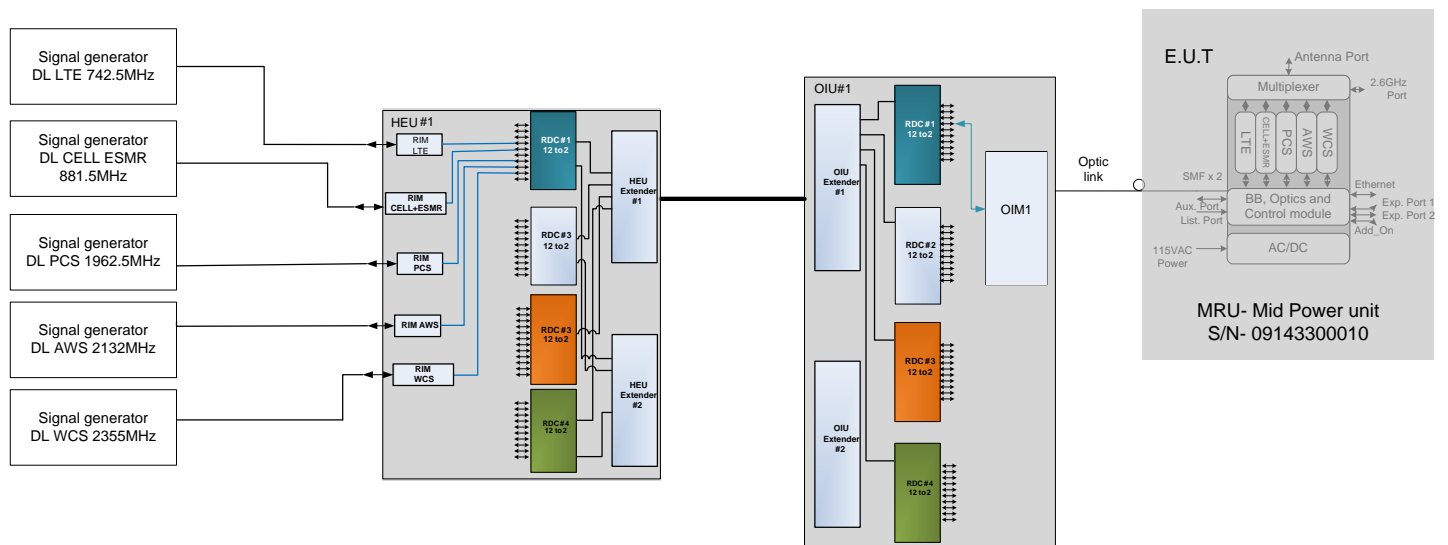 Signal generator
DL LTE 742.5MHz
Signal generator
DL CELL ESMR
881.5MHz
Signal generator
DL PCS 1962.5MHz
Signal generator
DL AWS 2132MHz
Signal generator
DL WCS 2355MHz
HEU #1
RIM
LTE
RIM
CELL+ESMR
RIM
PCS
RIM AWS
RIM
WCS
RDC#1
12 to2
RDC#3
12 to2
RDC#3
12 to2
RDC#4
12 to2
HEU
Extender
#1
HEU
Extender
#2
OIU#1
OIU
Extender
#1
OIU
Extender
#2
RDC#1
12 to2
RDC#2
12 to2
RDC#3
12 to2
RDC#4
12 to2
OIM1
Optic
link
E.U.T
Antenna Port
Multiplexer
2.6GHz
Port
LTE
CELL+ESMR
PCS
AWS
WCS
SMF x 2
Ethernet
BB, Optics and
Control module
Aux. Port
List. Port
Exp. Port 1
Exp. Port 2
Add_On
115VAC
Power
AC/DC
MRU- Mid Power unit
S/N- 09143300010